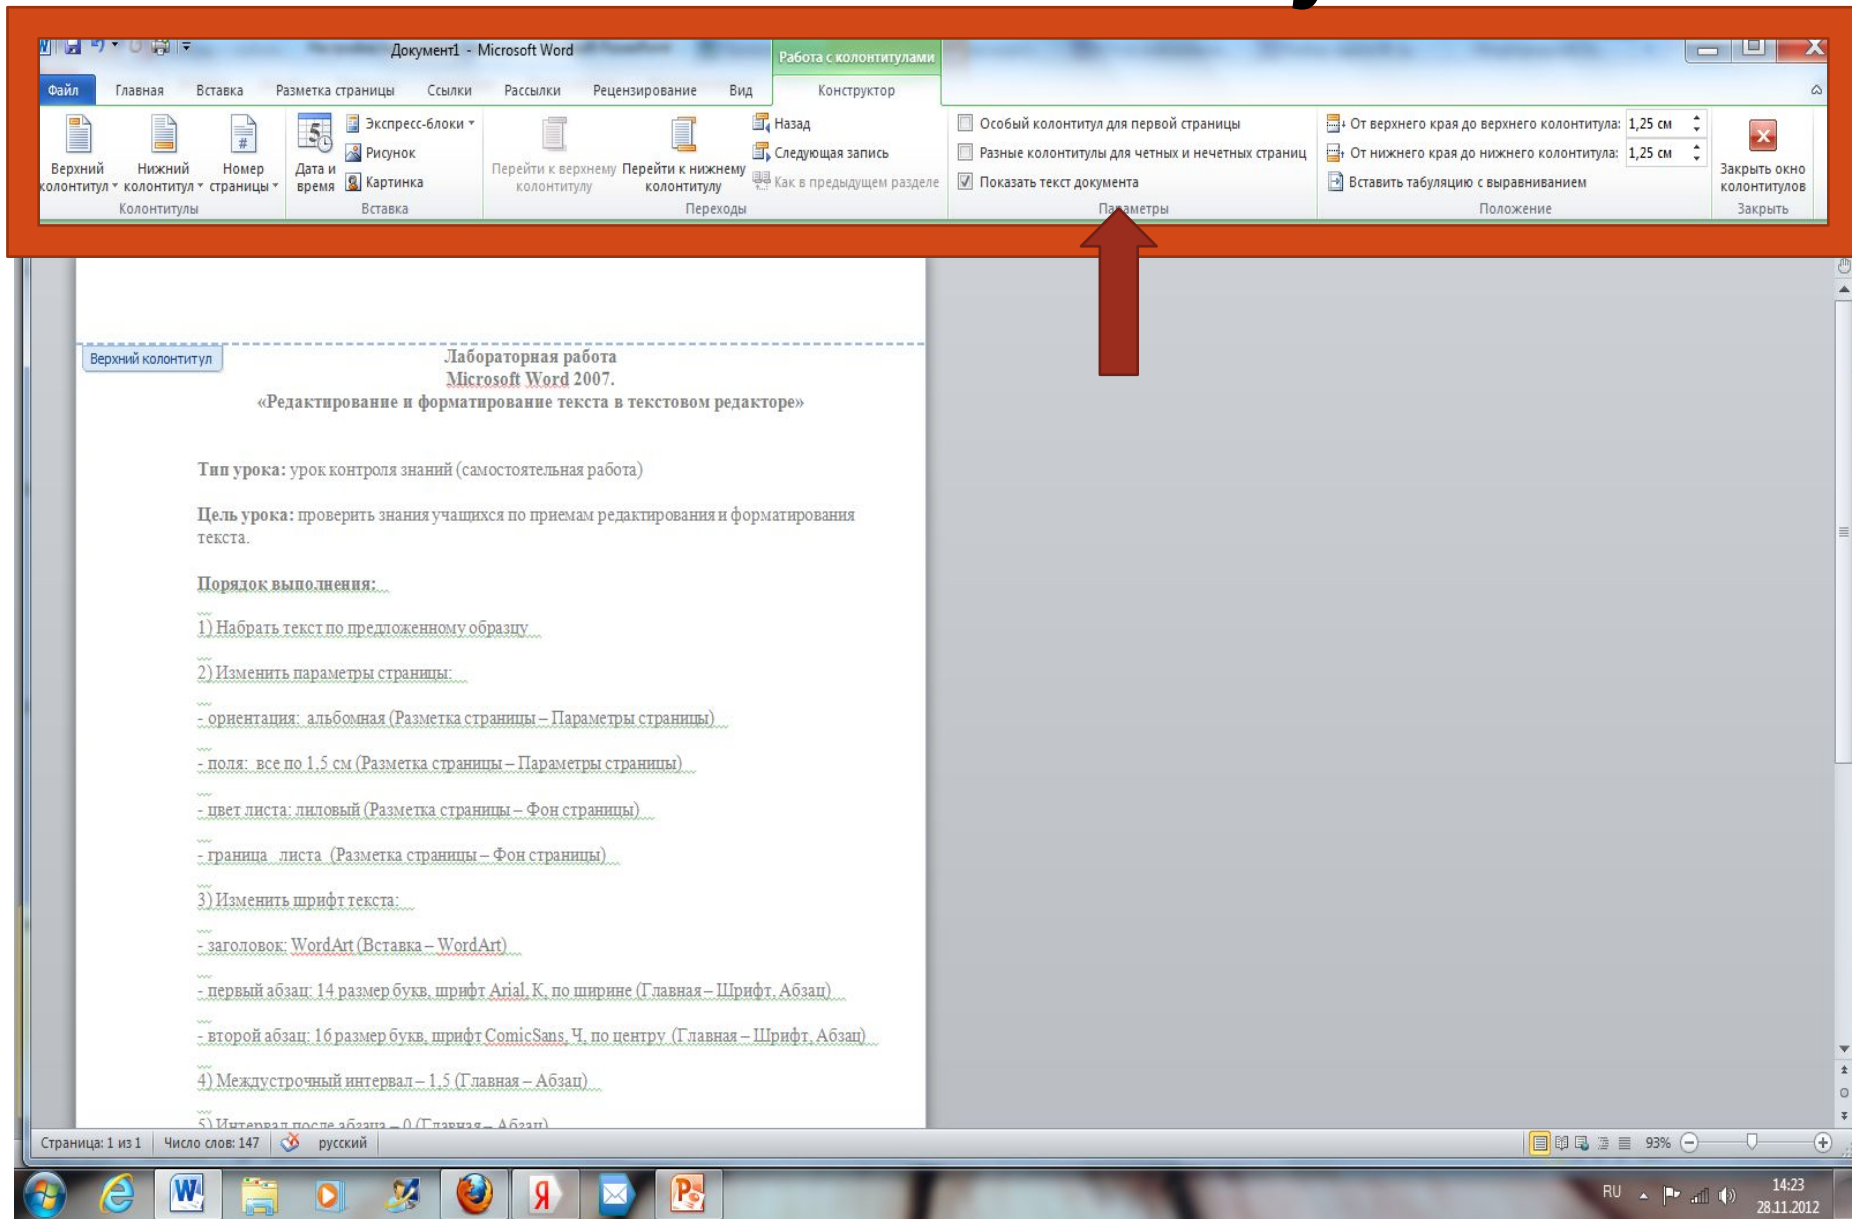 Документ1 - Microsoft Word
Работа с колонтитулами
Файл Главная Вставка Разметка страницы Ссылки Рассылки Рецензирование Вид Конструктор
Верхний колонтитул
Нижний колонтитул
Номер страницы
Колонтитулы
Дата и время
Экспресс-блоки
Рисунок
Картинка
Вставка
Перейти к верхнему колонтитулу
Перейти к нижнему колонтитулу
Назад
Следующая запись
Как в предыдущем разделе
Переходы
Особый колонтитул для первой страницы
Разные колонтитулы для четных и нечетных страниц
Показать текст документа
Параметры
От верхнего края до верхнего колонтитула: 1,25 см
От нижнего края до нижнего колонтитула: 1,25 см
Вставить табуляцию с выравниванием
Положение
Закрыть окно колонтитулов
Закрыть
Верхний колонтитул
Лабораторная работа
Microsoft Word 2007.
«Редактирование и форматирование текста в текстовом редакторе»
Тип урока: урок контроля знаний (самостоятельная работа)
Цель урока: проверить знания учащихся по приемам редактирования и форматирования
текста.
Порядок выполнения:
1) Набрать текст по предложенному образцу
2) Изменить параметры страницы:
- ориентация: альбомная (Разметка страницы – Параметры страницы)
- поля: все по 1,5 см (Разметка страницы – Параметры страницы)
- цвет листа: лиловый (Разметка страницы – Фон страницы)
- граница листа (Разметка страницы – Фон страницы)
3) Изменить шрифт текста:
- заголовок: WordArt (Вставка – WordArt)
- первый абзац: 14 размер букв, шрифт Arial, К, по ширине (Главная – Шрифт, Абзац)
- второй абзац: 16 размер букв, шрифт ComicSans, Ч, по центру (Главная – Шрифт, Абзац)
4) Междустрочный интервал – 1,5 (Главная – Абзац)
5) Интервал после абзаца – 0 (Главная – Абзац)
Страница: 1 из 1 Число слов: 147 русский 93%
RU 14:23
28.11.2012